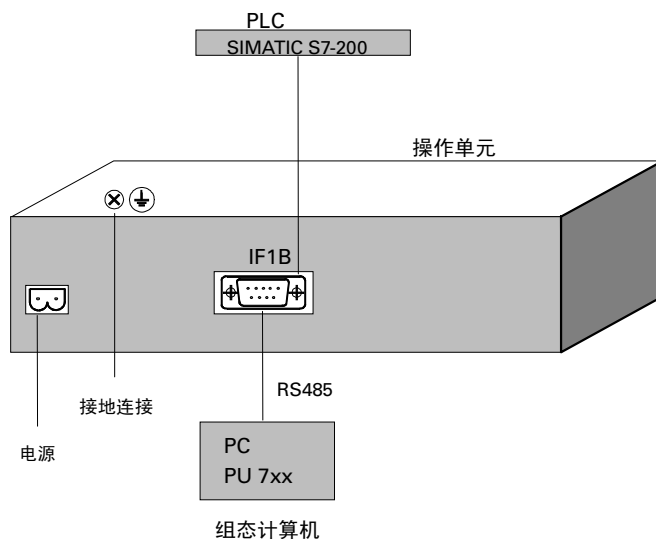 PLC
SIMATIC S7-200
操作单元
IF1B
RS485
接地连接
电源
PC
PU 7xx
组态计算机